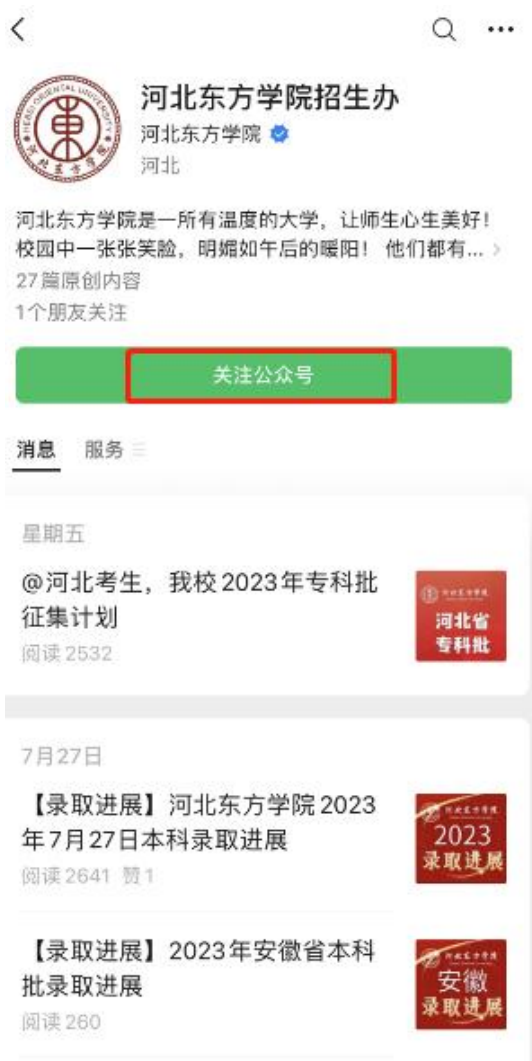 河北东方学院招生办
河北东方学院
河北
河北东方学院是一所有温度的大学，让师生心生美好！
校园中一张张笑脸，明媚如午后的暖阳！ 他们都有...
27篇原创内容
1个朋友关注
关注公众号
消息 服务
星期五
@河北考生，我校2023年专科批
征集计划
阅读 2532
河北省
专科批
7月27日
【录取进展】河北东方学院2023
年7月27日本科录取进展
阅读 2641 赞 1
2023
录取进展
【录取进展】2023年安徽省本科
批录取进展
阅读 260
安徽
录取进展